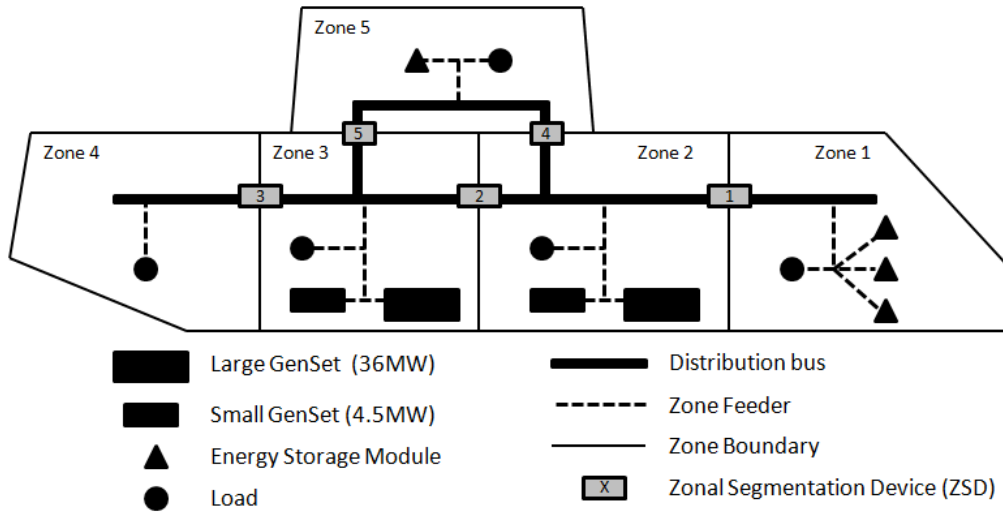 Zone 5
5
4
Zone 4
Zone 3
Zone 2
Zone 1
3
2
1
Large GenSet (36MW)
Distribution bus
Small GenSet (4.5MW)
Zone Feeder
Energy Storage Module
Zone Boundary
Load
X
Zonal Segmentation Device (ZSD)